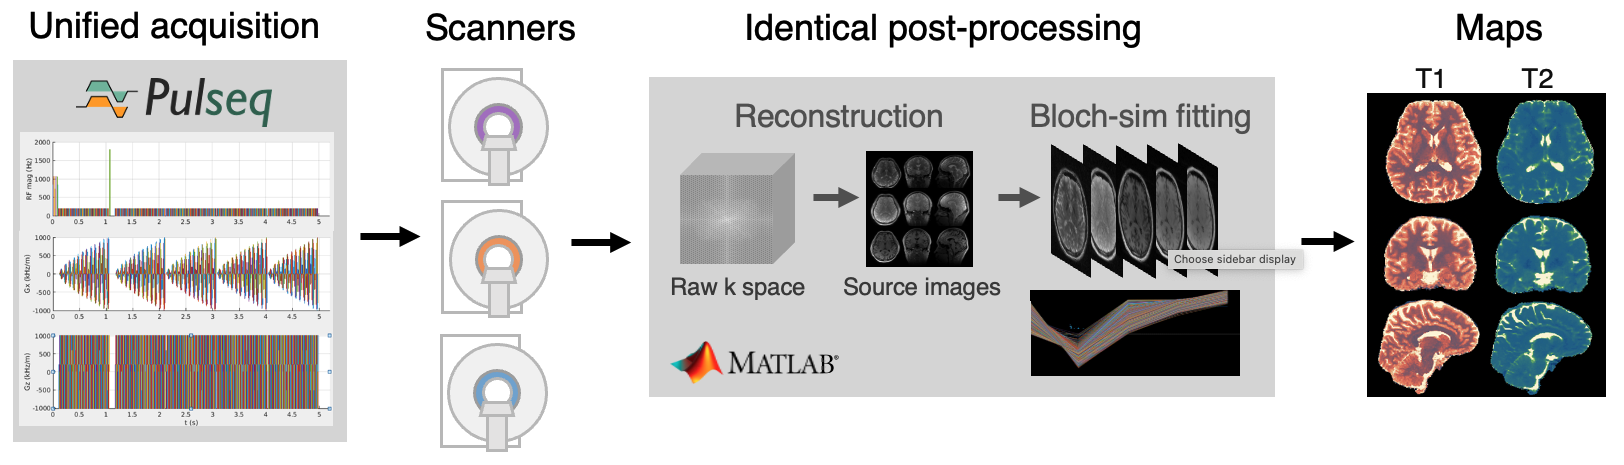 Unified acquisition
Scanners
Identical post-processing
Maps
Pulseq
RF mag (Hz)
2000
1500
1000
500
0
0 0.5 1 1.5 2 2.5 3 3.5 4 4.5 5
Gx (kHz/m)
1000
500
0
-500
-1000
0 0.5 1 1.5 2 2.5 3 3.5 4 4.5 5
Gz (kHz/m)
1000
500
0
-500
-1000
0 0.5 1 1.5 2 2.5 3 3.5 4 4.5 5
t (s)
Reconstruction
Bloch-sim fitting
Raw k space
Source images
Choose sidebar display
MATLAB®
T1
T2